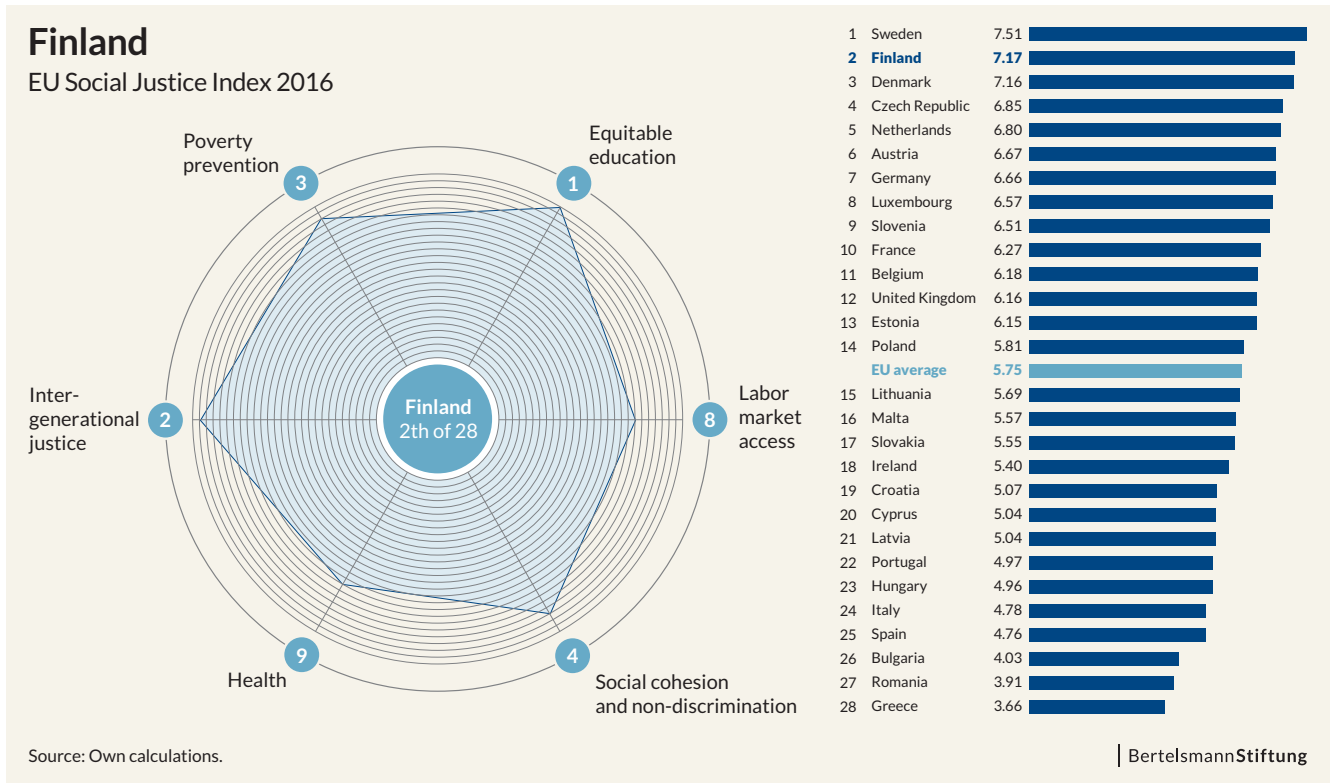 Finland
EU Social Justice Index 2016
Poverty
prevention
3
Equitable
education
1
Inter-
generational
justice
2
Finland
2th of 28
8
Labor
market
access
Health
9
4
Social cohesion
and non-discrimination
1 Sweden 7.51
2 Finland 7.17
3 Denmark 7.16
4 Czech Republic 6.85
5 Netherlands 6.80
6 Austria 6.67
7 Germany 6.66
8 Luxembourg 6.57
9 Slovenia 6.51
10 France 6.27
11 Belgium 6.18
12 United Kingdom 6.16
13 Estonia 6.15
14 Poland 5.81
EU average 5.75
15 Lithuania 5.69
16 Malta 5.57
17 Slovakia 5.55
18 Ireland 5.40
19 Croatia 5.07
20 Cyprus 5.04
21 Latvia 5.04
22 Portugal 4.97
23 Hungary 4.96
24 Italy 4.78
25 Spain 4.76
26 Bulgaria 4.03
27 Romania 3.91
28 Greece 3.66
Source: Own calculations.
BertelsmannStiftung